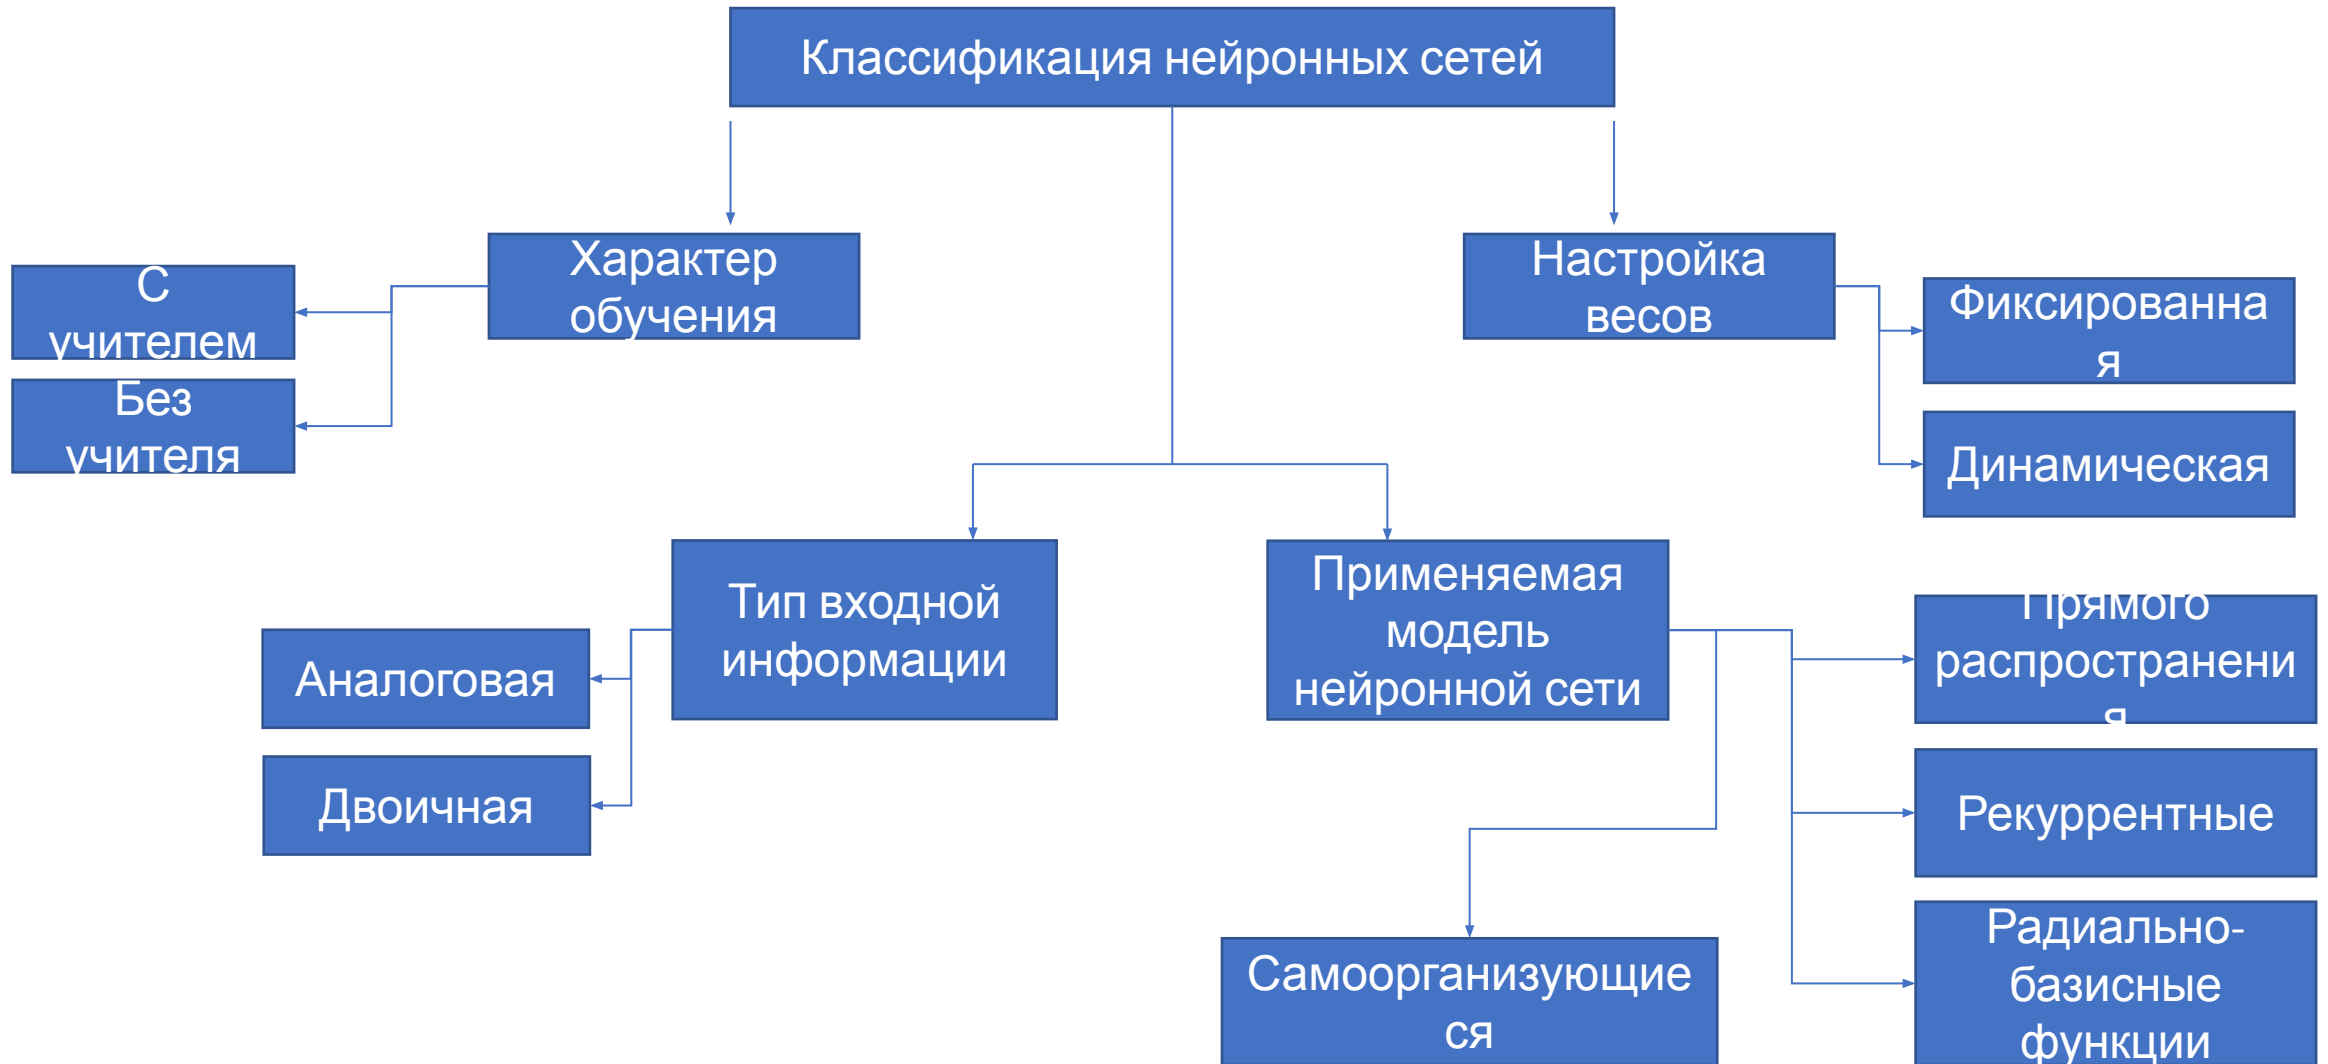 Классификация нейронных сетей
Характер
обучения
С
учителем
Без
учителя
Настройка
весов
Фиксированна
я
Динамическая
Тип входной
информации
Аналоговая
Двоичная
Применяемая
модель
нейронной сети
Прямого
распространени
я
Рекуррентные
Радиально-
базисные
функции
Самоорганизующие
ся